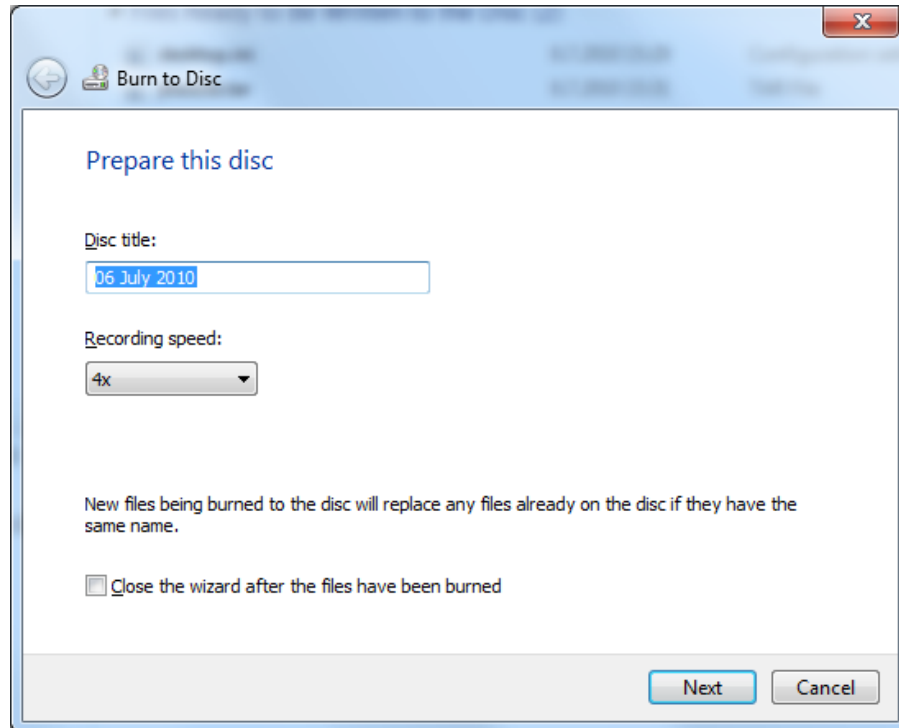 Burn to Disc
Prepare this disc
Disc title:
06 July 2010
Recording speed:
4x
New files being burned to the disc will replace any files already on the disc if they have the
same name.
Close the wizard after the files have been burned
Next
Cancel